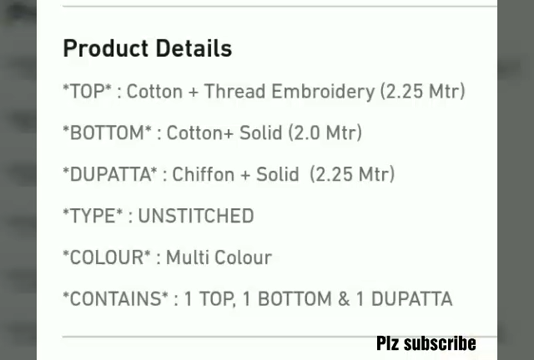 Product Details
*TOP* : Cotton + Thread Embroidery (2.25 Mtr)
*BOTTOM* : Cotton+ Solid (2.0 Mtr)
*DUPATTA* : Chiffon + Solid  (2.25 Mtr)
*TYPE* : UNSTITCHED
*COLOUR* : Multi Colour
*CONTAINS* : 1 TOP, 1 BOTTOM & 1 DUPATTA
Plz subscribe